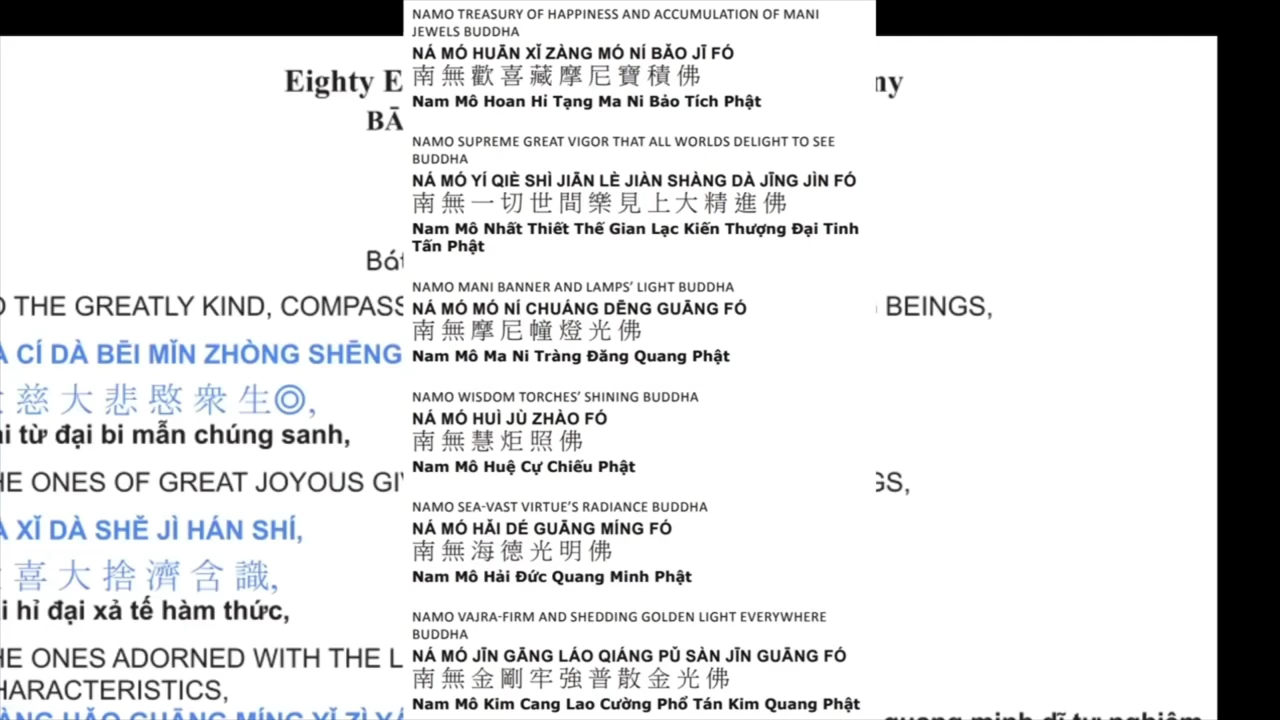 NAMO TREASURY OF HAPPINESS AND ACCUMULATION OF MANI
JEWELS BUDDHA
NÁ MÓ HUĀN XǏ ZÀNG MÓ NÍ BǍO JĪ FÓ
南無歡喜藏摩尼寶積佛
Nam Mô Hoan Hỉ Tạng Ma Ni Bảo Tích Phật
NAMO SUPREME GREAT VIGOR THAT ALL WORLDS DELIGHT TO SEE
BUDDHA
NÁ MÓ YÍ QIÈ SHÌ JIĀN LÈ JIÀN SHÀNG DÀ JĪNG JÌN FÓ
南無一切世間樂見上大精進佛
Nam Mô Nhất Thiết Thế Gian Lạc Kiến Thượng Đại Tinh
Tấn Phật
NAMO MANI BANNER AND LAMPS’ LIGHT BUDDHA
NÁ MÓ MÓ NÍ CHUÁNG DĒNG GUĀNG FÓ
南無摩尼幢燈光佛
Nam Mô Ma Ni Tràng Đăng Quang Phật
NAMO WISDOM TORCHES’ SHINING BUDDHA
NÁ MÓ HUÌ JÙ ZHÀO FÓ
南無慧炬照佛
Nam Mô Huệ Cự Chiếu Phật
NAMO SEA-VAST VIRTUE’S RADIANCE BUDDHA
NÁ MÓ HǍI DÉ GUĀNG MÍNG FÓ
南無海德光明佛
Nam Mô Hải Đức Quang Minh Phật
NAMO VAJRA-FIRM AND SHEDDING GOLDEN LIGHT EVERYWHERE
BUDDHA
NÁ MÓ JĪN GĀNG LÁO QIÁNG PǓ SÀN JĪN GUĀNG FÓ
南無金剛牢強普散金光佛
Nam Mô Kim Cang Lao Cường Phổ Tán Kim Quang Phật
Eighty
THE GREATLY KIND, BEINGS,
CÍ DÀ BĒI MǏN ZHÒNG SHĒNG
慈大悲愍衆生◎,
từ đại bi mẫn chúng sanh,
ONES OF GREAT JOYOUS
XǏ DÀ SHĚ JÌ HÁN SHÍ,
喜大捨濟含識,
hỉ đại xả tế hàm thức,
ONES ADORNED WITH THE